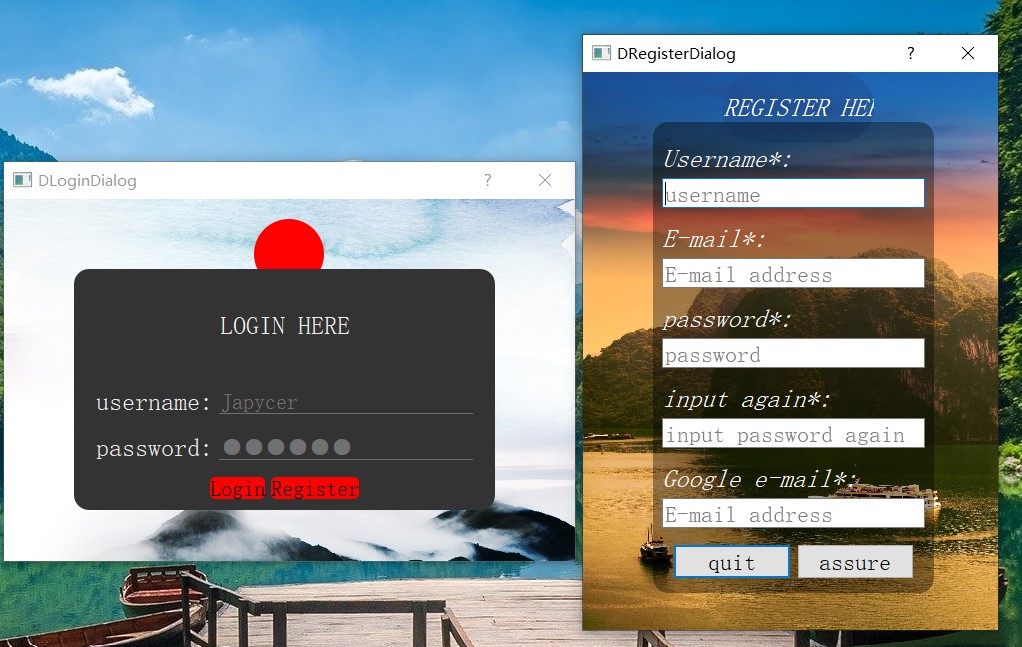 DLoginDialog
LOGIN HERE
username: Japycer
password:
Login Register
DRegisterDialog
REGISTER HER
Username*:
username
E-mail*:
E-mail address
password*:
password
input again*:
input password again
Google e-mail*:
E-mail address
quit assure